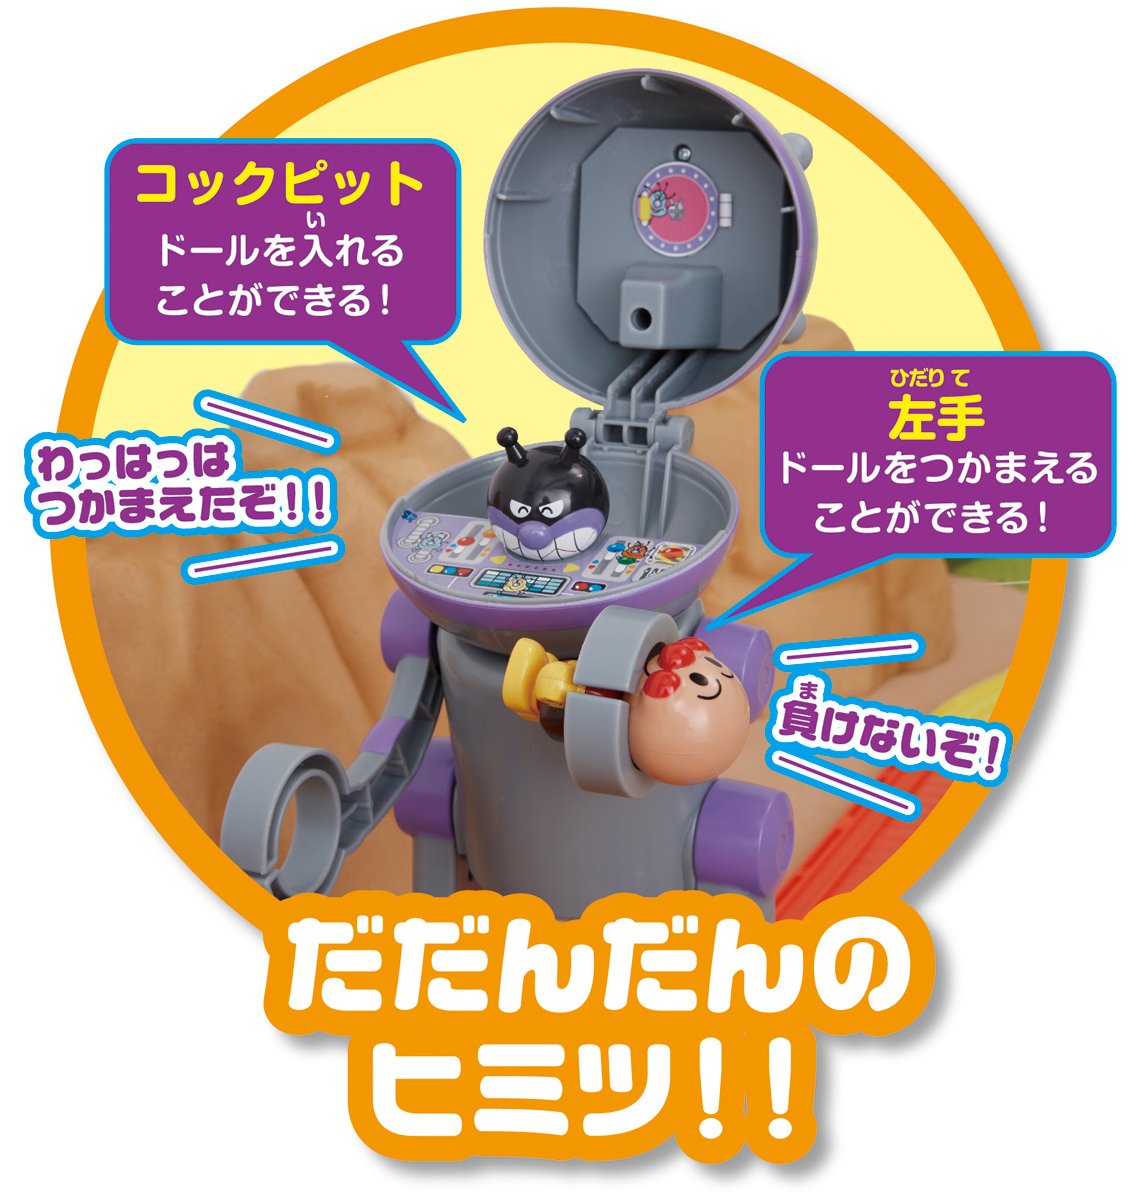 コックピット
い
ドールを入れる
ことができる!
ひだり て
左手
ドールをつかまえる
ことができる!
わっはっは
つかまえたぞ!!
ま
負けないぞ!
だだんだんの
ヒミツ!!